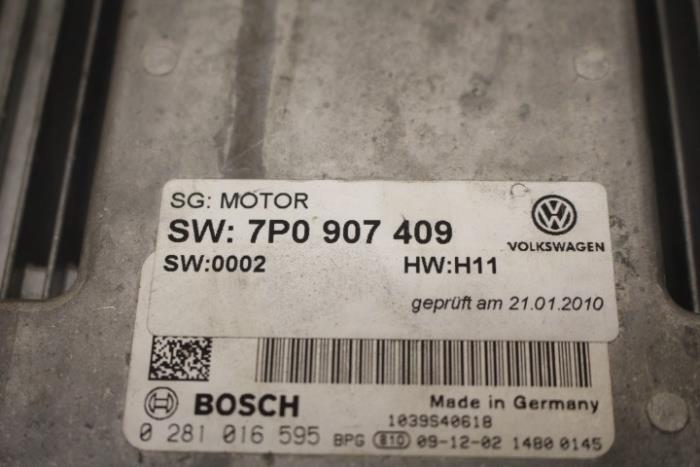 SG: MOTOR
SW: 7P0 907 409
VOLKSWAGEN
SW:0002 HW:H11
geprüft am 21.01.2010
BOSCH
Made in Germany
1039S40618
0 281 016 595 BPG 810 09-12-02 1480 0145